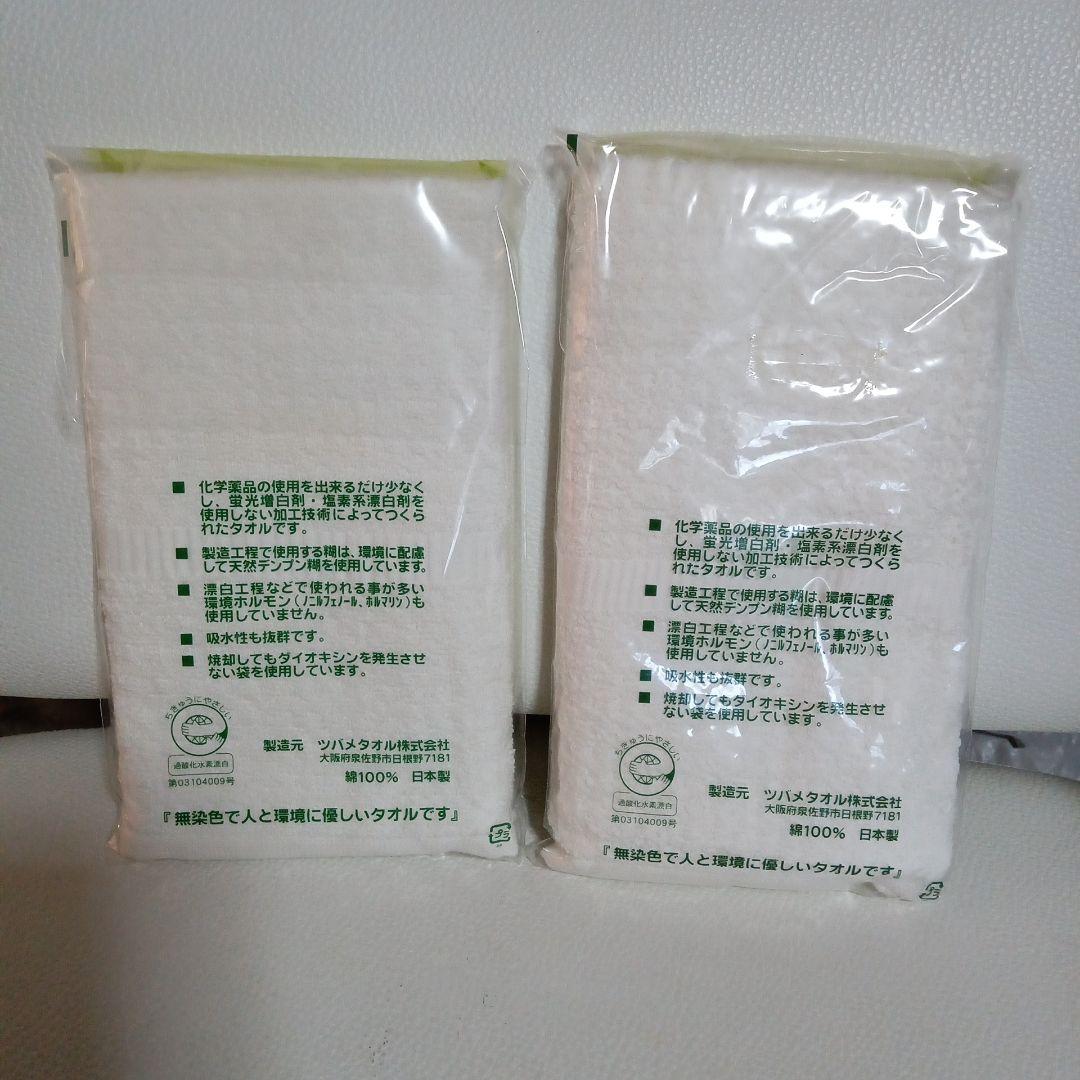 ■ 化学薬品の使用を出来るだけ少なく
し、蛍光増白剤・塩素系漂白剤を
使用しない加工技術によってつくら
れたタオルです。
■ 製造工程で使用する糊は、環境に配慮
して天然デンプン糊を使用しています。
■ 漂白工程などで使われる事が多い
環境ホルモン(ﾉﾆﾙﾌｪﾉｰﾙ、ﾎﾙﾏﾘﾝ)も
使用していません。
■ 吸水性も抜群です。
■ 焼却してもダイオキシンを発生させ
ない袋を使用しています。
ちきゅうにやさしい
過酸化水素漂白
第03104009号
製造元 ツバメタオル株式会社
大阪府泉佐野市日根野7181
綿100% 日本製
『無染色で人と環境に優しいタオルです』
プラ
■ 化学薬品の使用を出来るだけ少なく
し、蛍光増白剤・塩素系漂白剤を
使用しない加工技術によってつくら
れたタオルです。
■ 製造工程で使用する糊は、環境に配慮
して天然デンプン糊を使用しています。
■ 漂白工程などで使われる事が多い
環境ホルモン(ﾉﾆﾙﾌｪﾉｰﾙ、ﾎﾙﾏﾘﾝ)も
使用していません。
■ 吸水性も抜群です。
■ 焼却してもダイオキシンを発生させ
ない袋を使用しています。
ちきゅうにやさしい
過酸化水素漂白
第03104009号
製造元 ツバメタオル株式会社
大阪府泉佐野市日根野7181
綿100% 日本製
『無染色で人と環境に優しいタオルです』
プラ